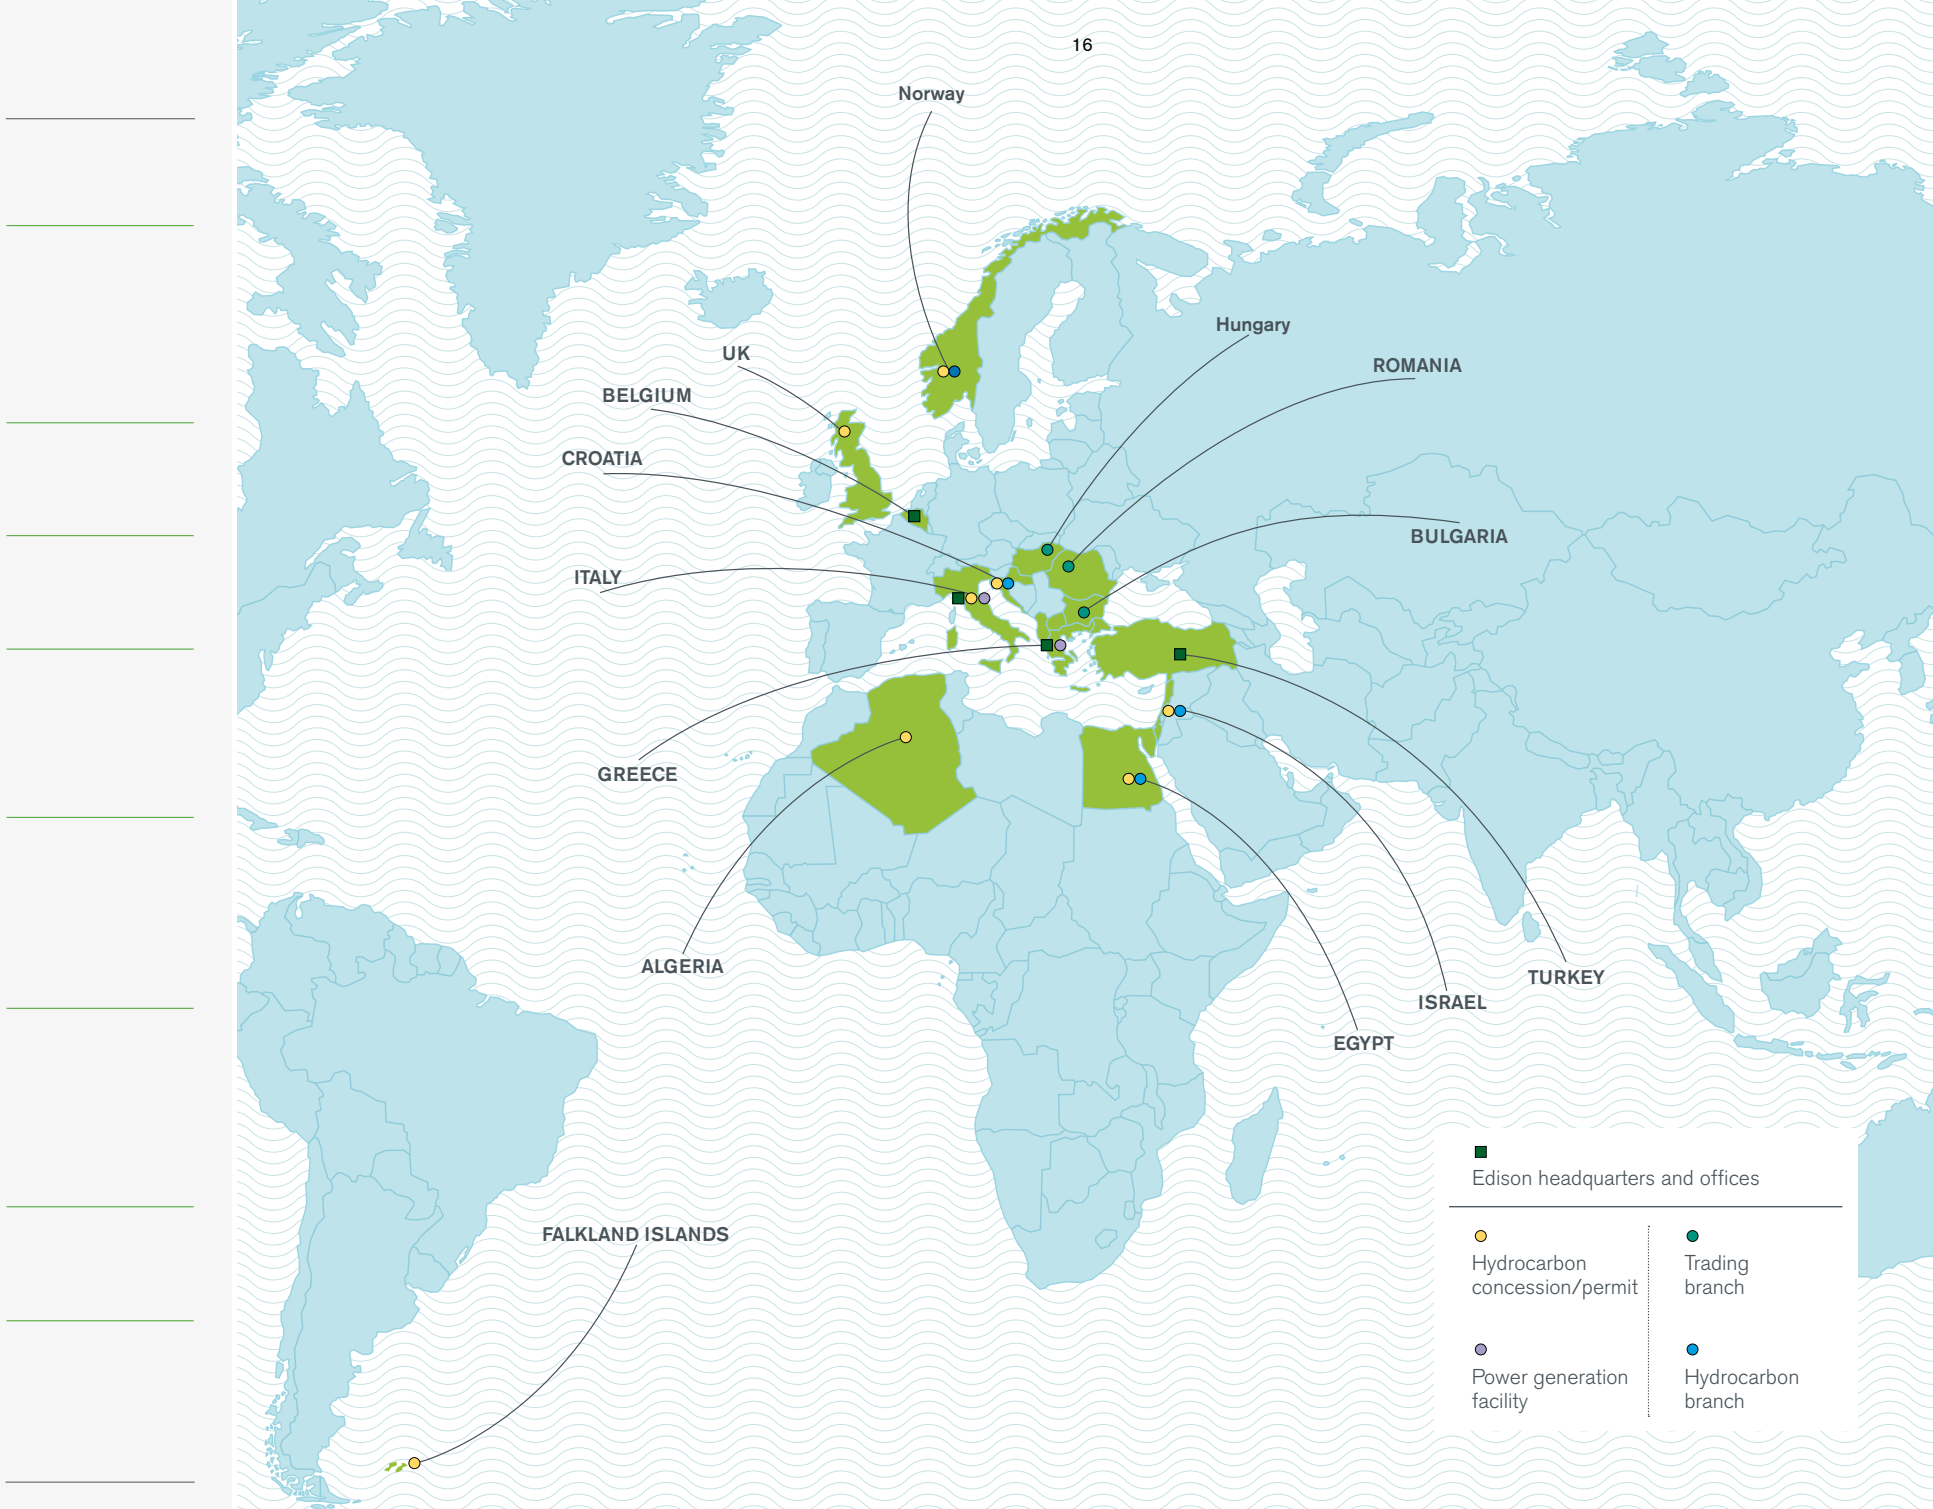 16
Norway
Hungary
UK
ROMANIA
BELGIUM
CROATIA
BULGARIA
ITALY
GREECE
ALGERIA
TURKEY
ISRAEL
EGYPT
FALKLAND ISLANDS
Edison headquarters and offices
Hydrocarbon
concession/permit
Trading
branch
Power generation
facility
Hydrocarbon
branch